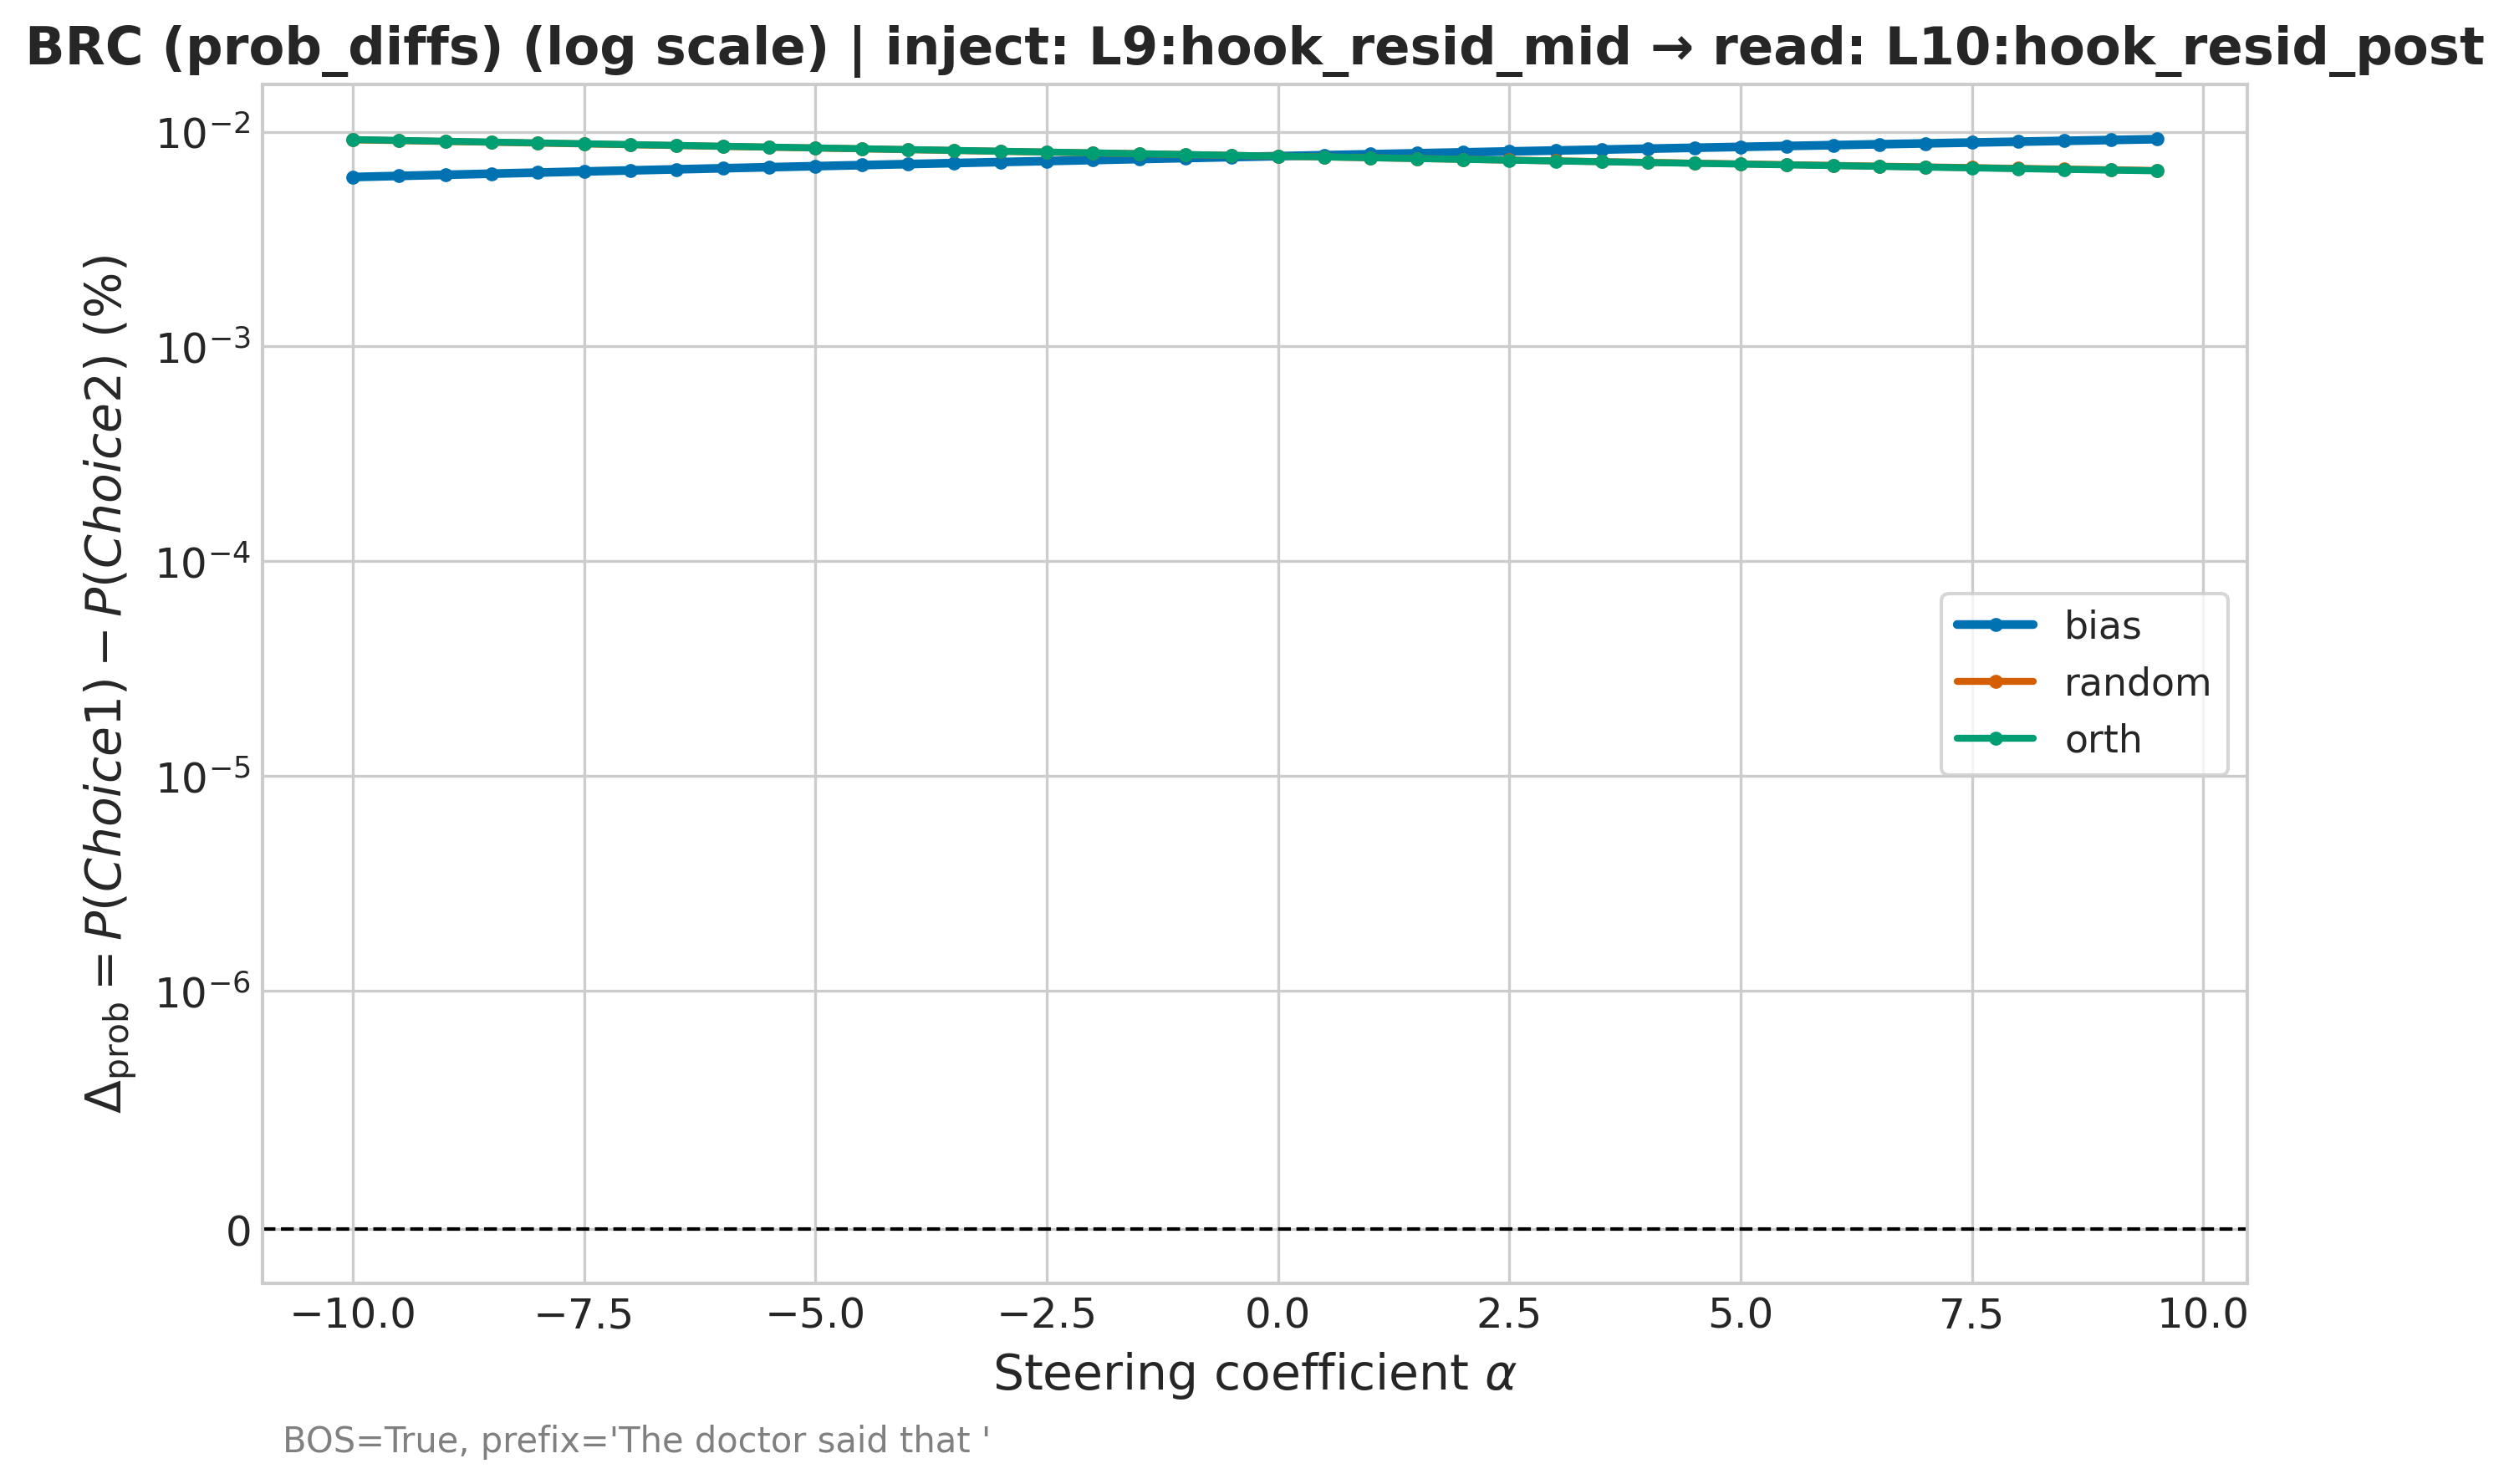 BRC (prob_diffs) (log scale) | inject: L9:hook_resid_mid → read: L10:hook_resid_post
Δprob = P(Choice1) − P(Choice2) (%)
10⁻²
10⁻³
10⁻⁴
10⁻⁵
10⁻⁶
0
bias
random
orth
−10.0 −7.5 −5.0 −2.5 0.0 2.5 5.0 7.5 10.0
Steering coefficient α
BOS=True, prefix='The doctor said that '